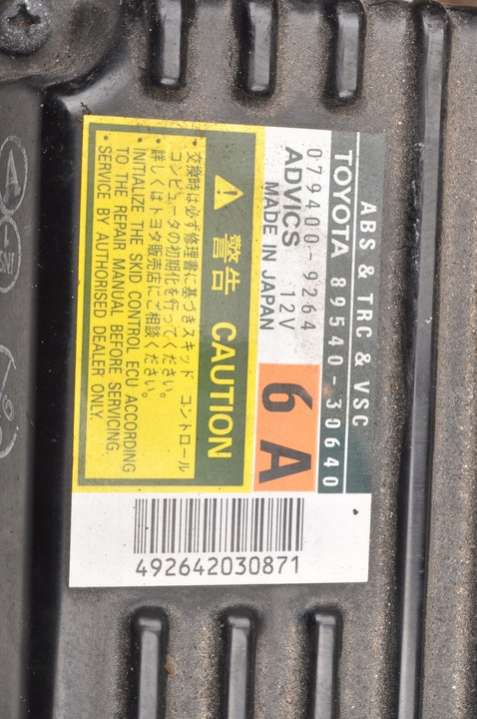 ABS & TRC & VSC
TOYOTA 89540-30640
079400-9264
ADVICS 12V
MADE IN JAPAN
6A
警告 CAUTION
・交換時は必ず修理書に基づきスキッド コントロール
コンピュータの初期化を行ってください。
・詳しくはトヨタ販売店にご相談ください。
・INITIALIZE THE SKID CONTROL ECU ACCORDING
TO THE REPAIR MANUAL BEFORE SERVICING.
・SERVICE BY AUTHORISED DEALER ONLY.
492642030871